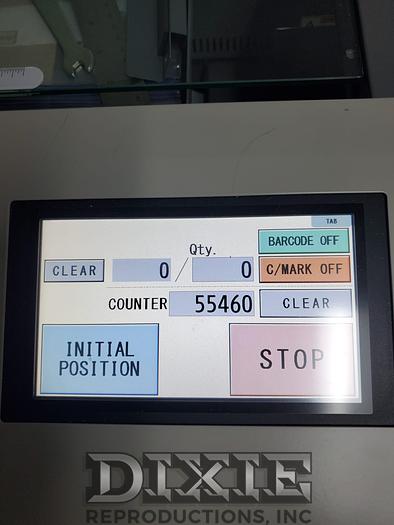 TAB
BARCODE OFF
Qty.
CLEAR 0 / 0 C/MARK OFF
COUNTER 55460 CLEAR
INITIAL POSITION STOP
DIXIE
REPRODUCTIONS, INC